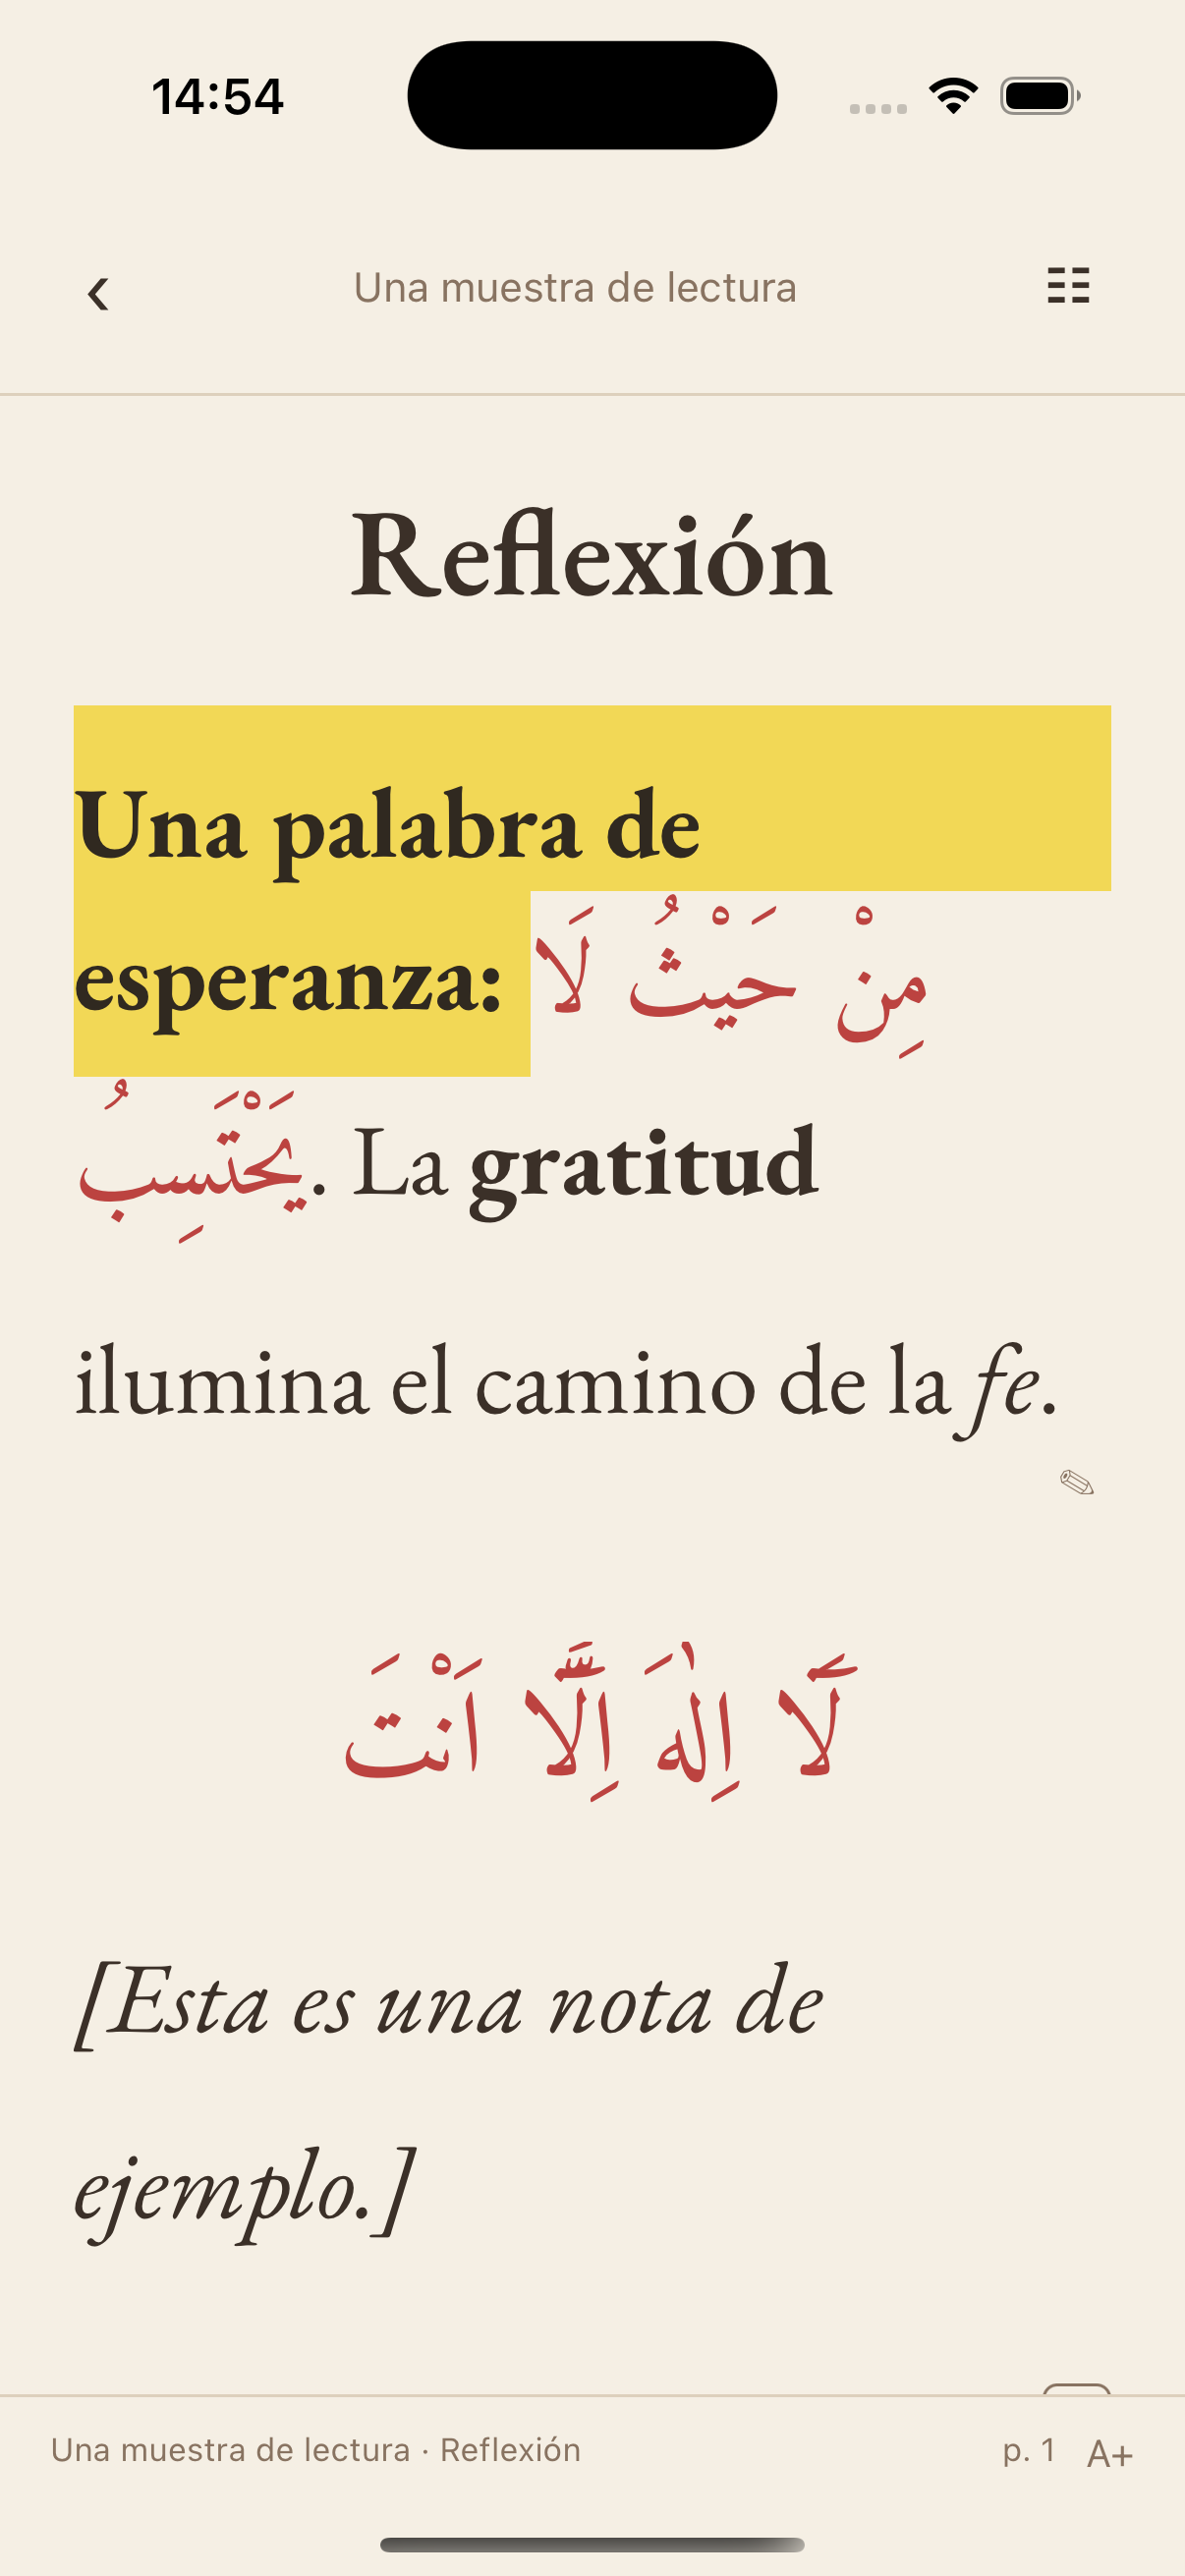 14:54
Una muestra de lectura
Reflexión
Una palabra de
esperanza: مِنْ حَيْثُ لَا
يَحْتَسِبُ. La gratitud
ilumina el camino de la fe.
لَٓا اِلٰهَ اِلَّٓا اَنْتَ
[Esta es una nota de
ejemplo.]
Una muestra de lectura · Reflexión p. 1 A+